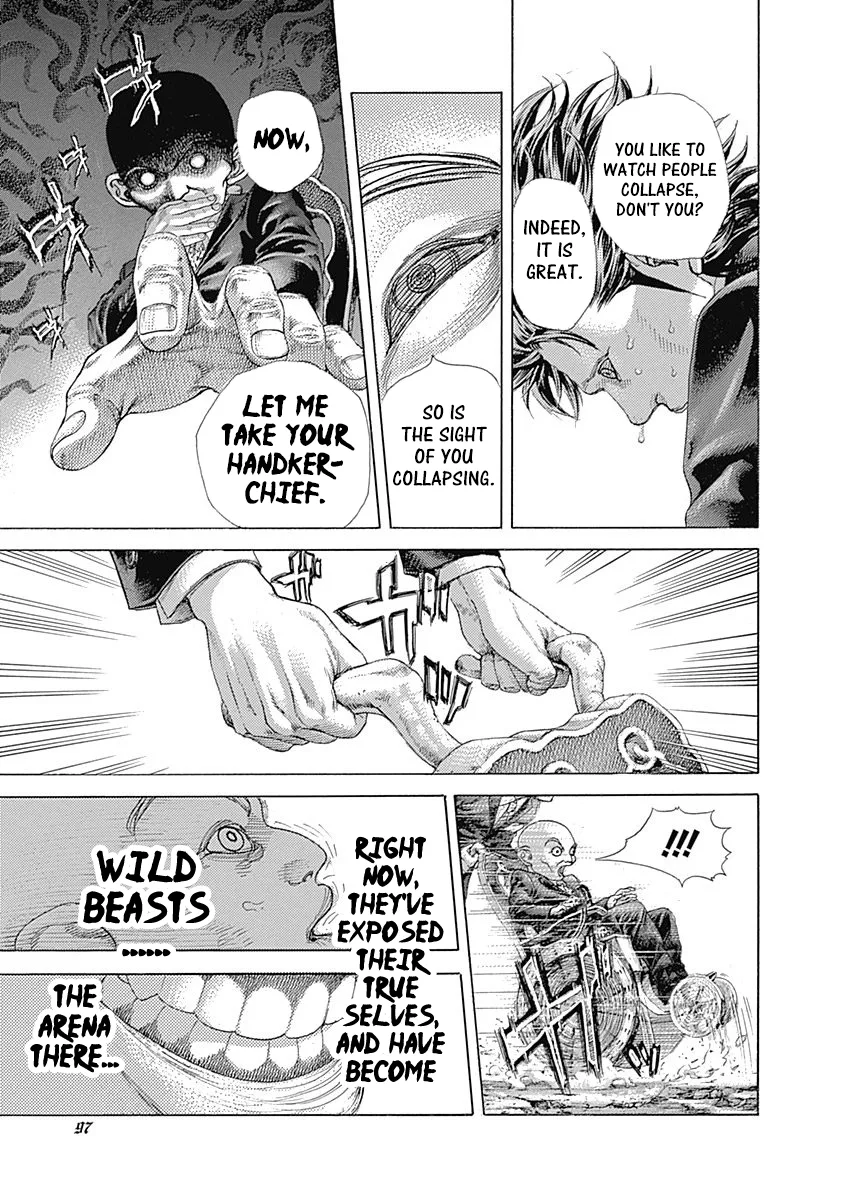 YOU LIKE TO
WATCH PEOPLE
COLLAPSE,
DON'T YOU?
INDEED,
IT IS
GREAT.
SO IS
THE SIGHT
OF YOU
COLLAPSING.
NOW,
LET ME
TAKE YOUR
HANDKER-
CHIEF.
!!!
RIGHT
NOW,
THEY'VE
EXPOSED
THEIR
TRUE
SELVES,
AND HAVE
BECOME
WILD
BEASTS
......
THE
ARENA
THERE...
97